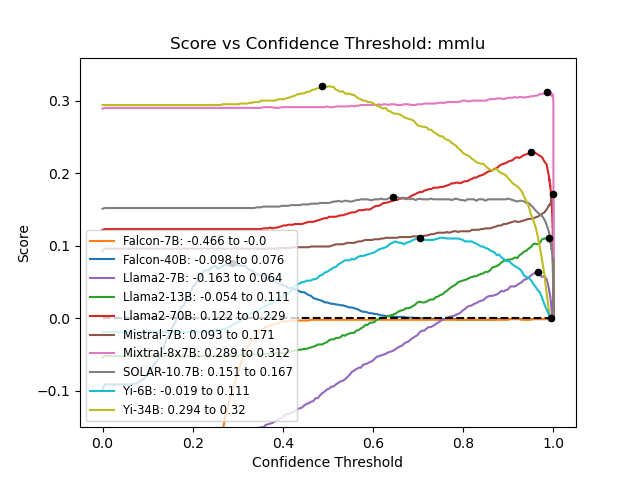 Score vs Confidence Threshold: mmlu
Score
0.3
0.2
0.1
0.0
−0.1
Falcon-7B: -0.466 to -0.0
Falcon-40B: -0.098 to 0.076
Llama2-7B: -0.163 to 0.064
Llama2-13B: -0.054 to 0.111
Llama2-70B: 0.122 to 0.229
Mistral-7B: 0.093 to 0.171
Mixtral-8x7B: 0.289 to 0.312
SOLAR-10.7B: 0.151 to 0.167
Yi-6B: -0.019 to 0.111
Yi-34B: 0.294 to 0.32
0.0 0.2 0.4 0.6 0.8 1.0
Confidence Threshold